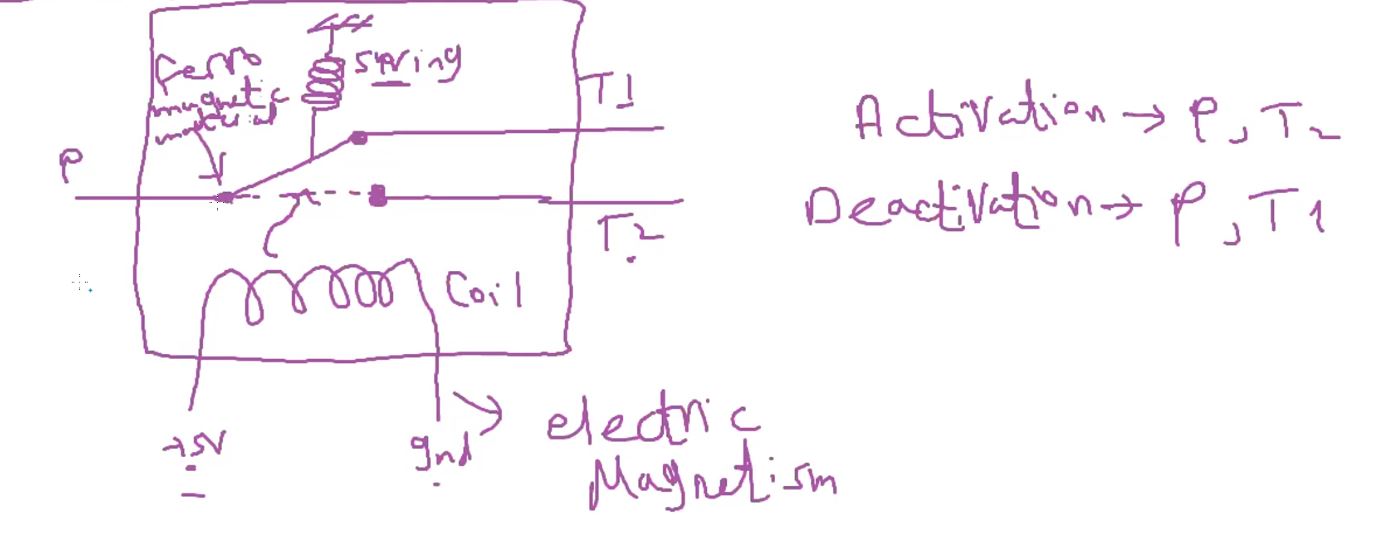 Ferro
magnetic
material
spring
T1
P
T2
Coil
+5V
gnd
electric
Magnetism
Activation → P, T2
Deactivation → P, T1